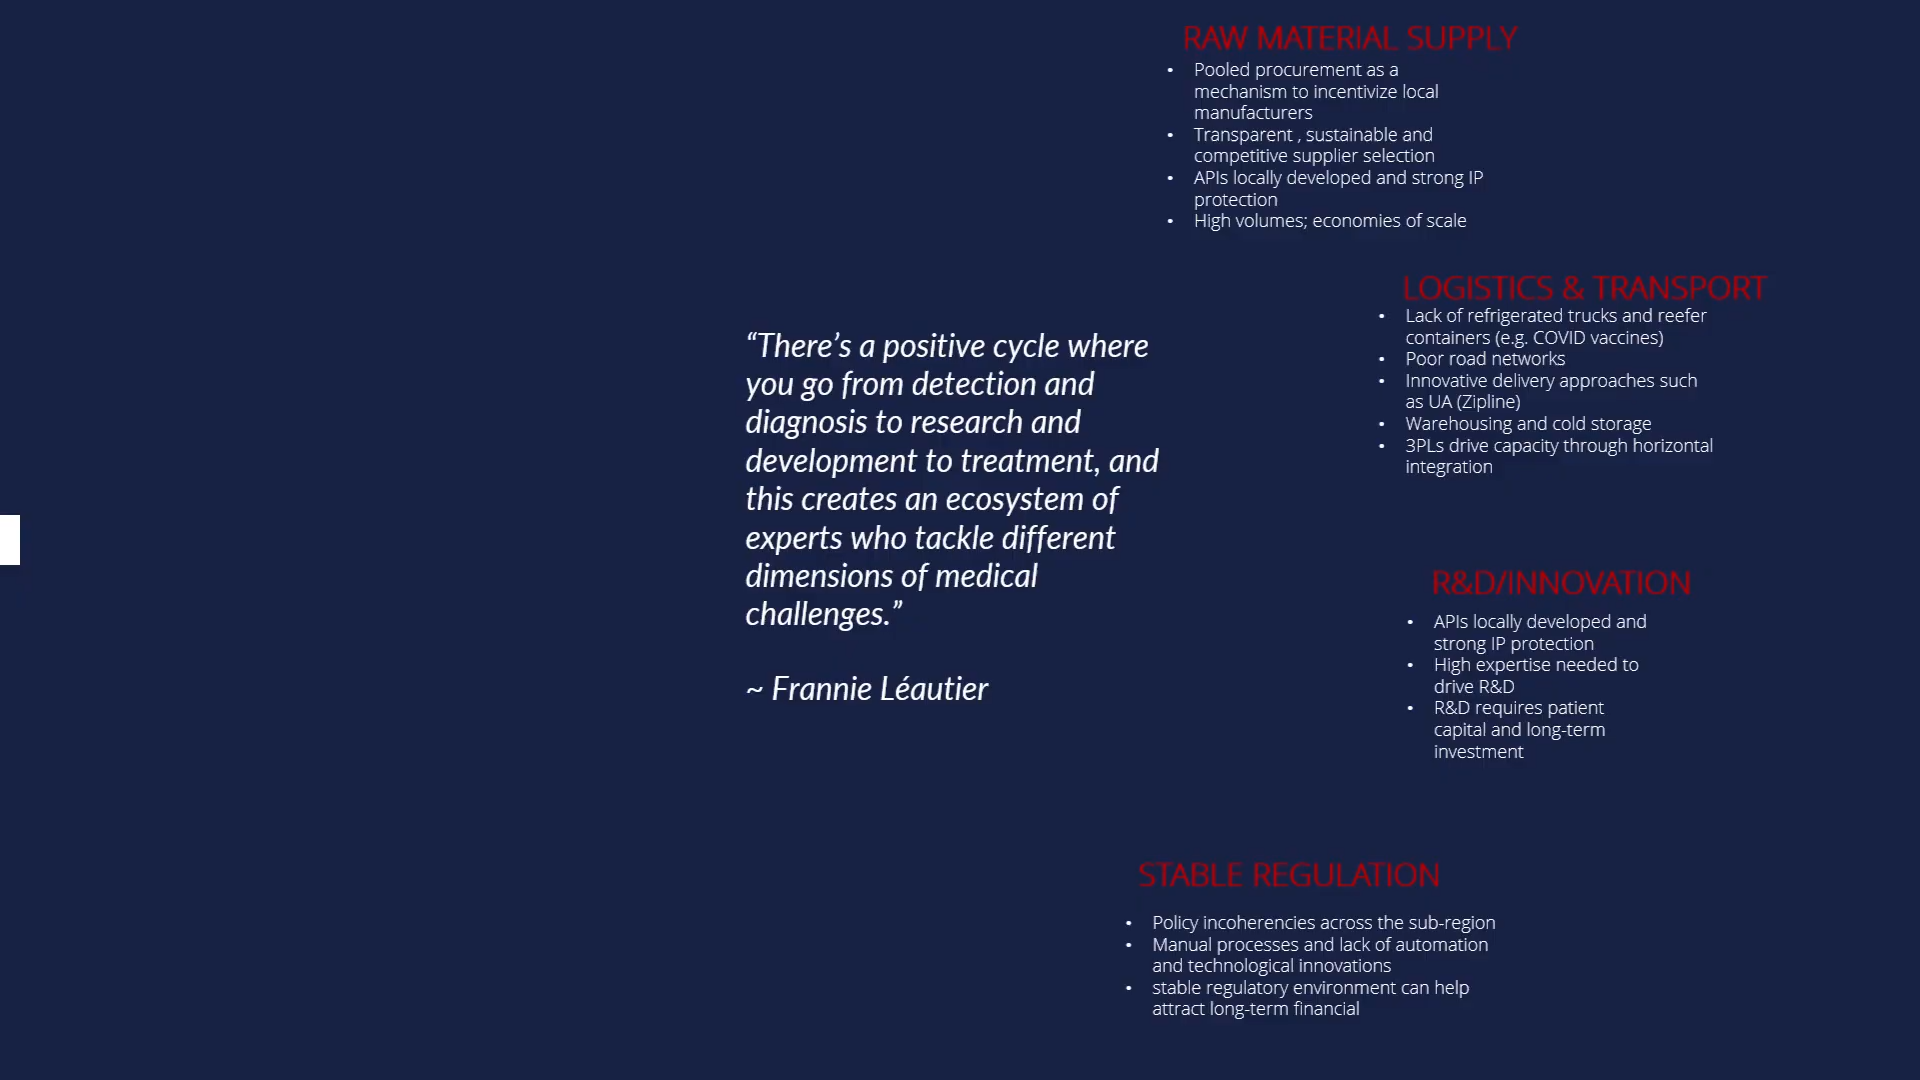 RAW MATERIAL SUPPLY
• Pooled procurement as a
mechanism to incentivize local
manufacturers
• Transparent , sustainable and
competitive supplier selection
• APIs locally developed and strong IP
protection
• High volumes; economies of scale
LOGISTICS & TRANSPORT
• Lack of refrigerated trucks and reefer
containers (e.g. COVID vaccines)
• Poor road networks
• Innovative delivery approaches such
as UA (Zipline)
• Warehousing and cold storage
• 3PLs drive capacity through horizontal
integration
“There’s a positive cycle where
you go from detection and
diagnosis to research and
development to treatment, and
this creates an ecosystem of
experts who tackle different
dimensions of medical
challenges.”
~ Frannie Léautier
R&D/INNOVATION
• APIs locally developed and
strong IP protection
• High expertise needed to
drive R&D
• R&D requires patient
capital and long-term
investment
STABLE REGULATION
• Policy incoherencies across the sub-region
• Manual processes and lack of automation
and technological innovations
• stable regulatory environment can help
attract long-term financial